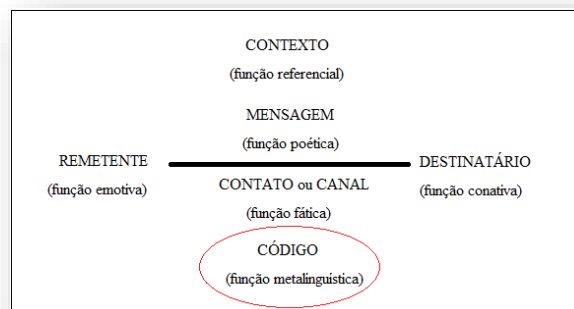 CONTEXTO
(função referencial)
MENSAGEM
(função poética)
REMETENTE
(função emotiva)
DESTINATÁRIO
(função conativa)
CONTATO ou CANAL
(função fática)
CÓDIGO
(função metalinguística)